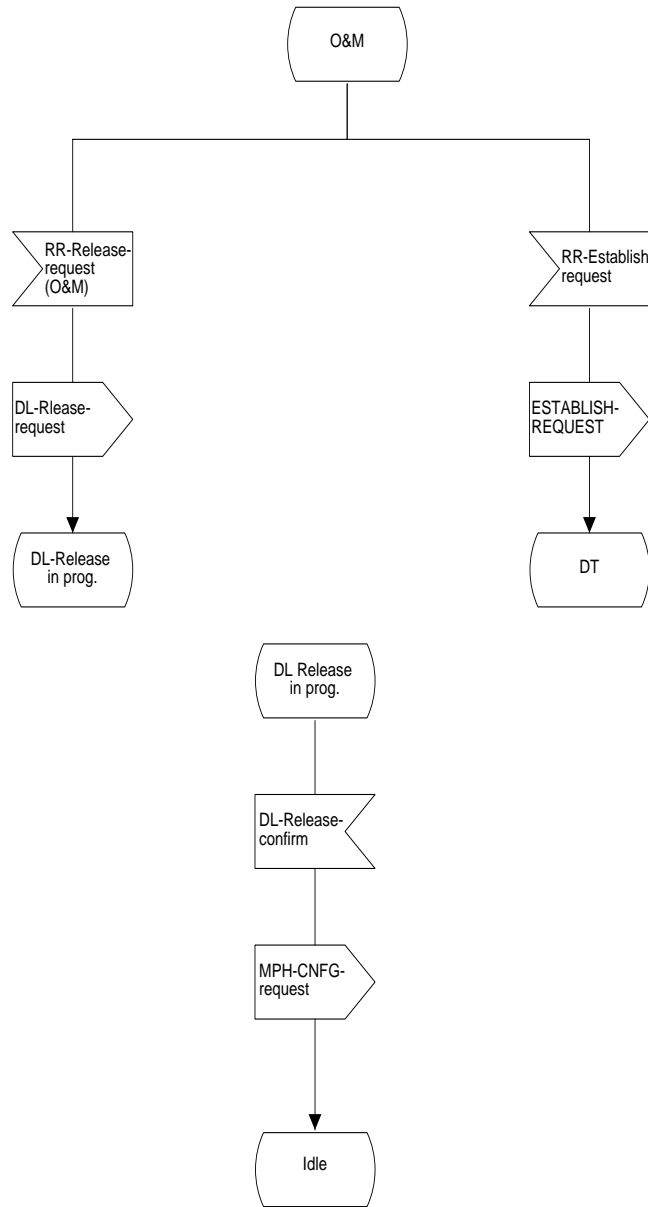 O&M
RR-Release-
request
(O&M)
RR-Establish
request
DL-Rlease-
request
ESTABLISH-
REQUEST
DL-Release
in prog.
DT
DL Release
in prog.
DL-Release-
confirm
MPH-CNFG-
request
Idle